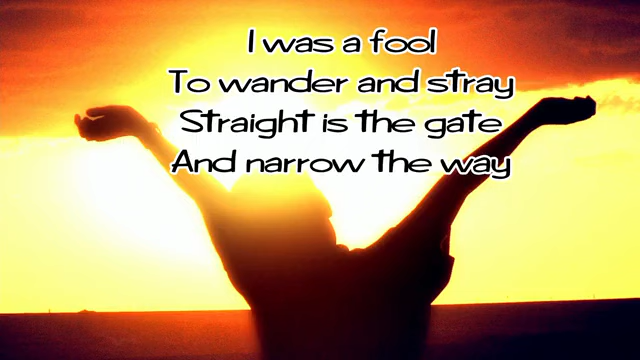 I was a fool
To wander and stray
Straight is the gate
And narrow the way